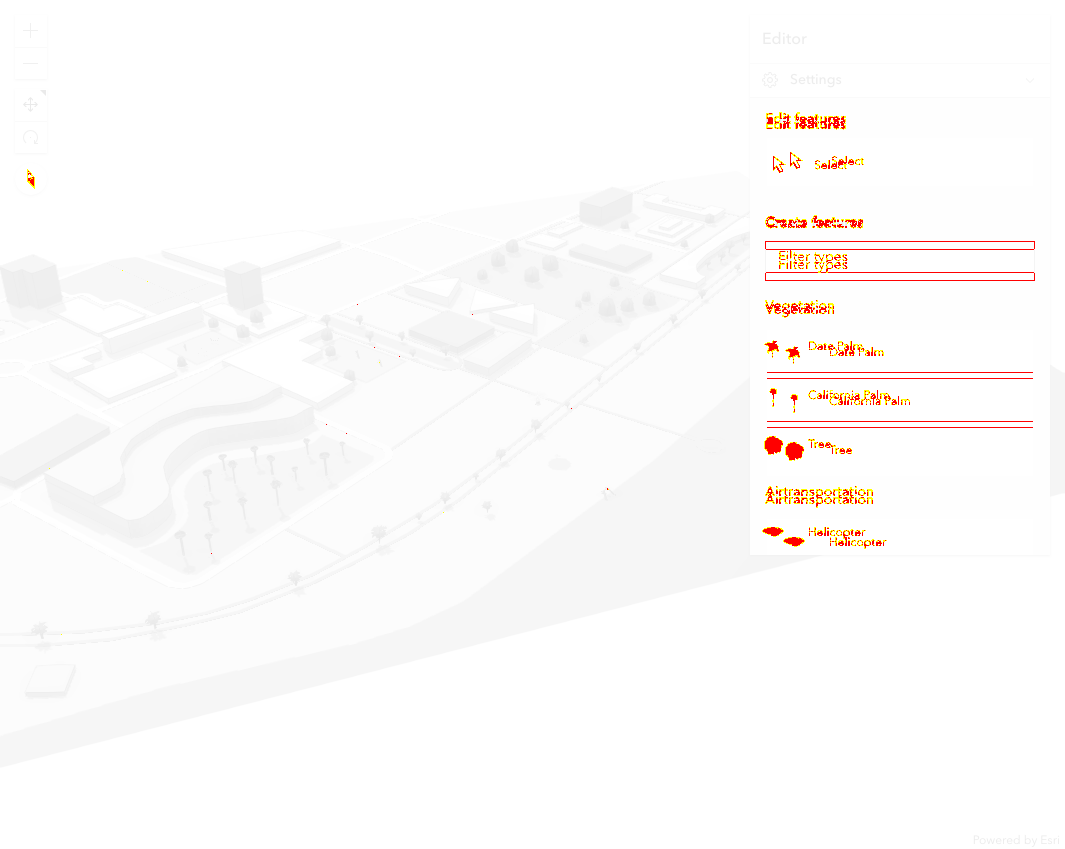 Editor
Settings
Edit features
Select
Create features
Filter types
Vegetation
Date Palm
California Palm
Tree
Airtransportation
Helicopter
Powered by Esri